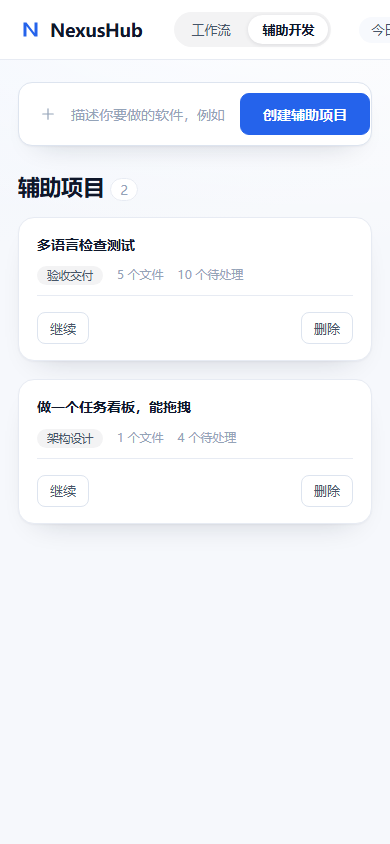 NexusHub 工作流 辅助开发 今日
描述你要做的软件，例如 创建辅助项目
辅助项目 2
多语言检查测试
验收交付 5 个文件 10 个待处理
继续 删除
做一个任务看板，能拖拽
架构设计 1 个文件 4 个待处理
继续 删除